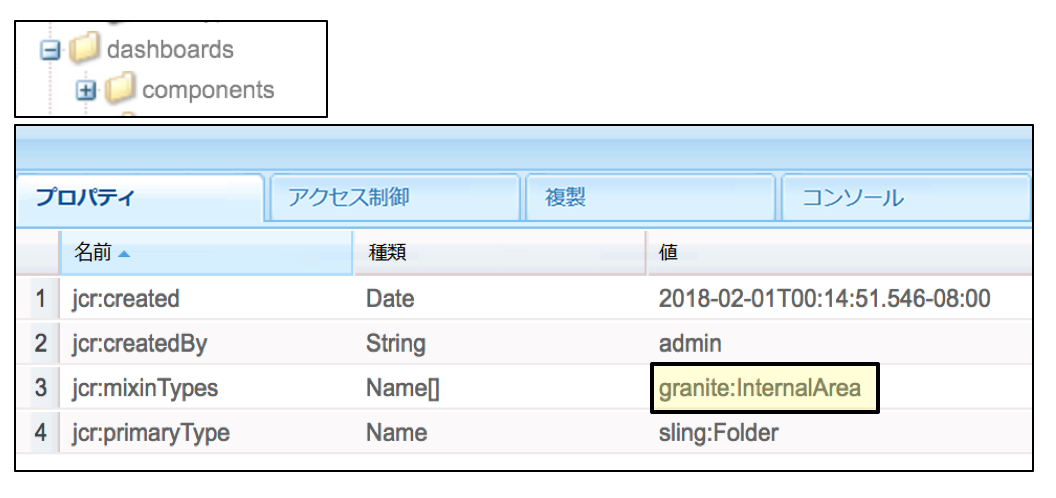 dashboards
components
プロパティ アクセス制御 複製 コンソール
名前 種類 値
1 jcr:created Date 2018-02-01T00:14:51.546-08:00
2 jcr:createdBy String admin
3 jcr:mixinTypes Name[] granite:InternalArea
4 jcr:primaryType Name sling:Folder